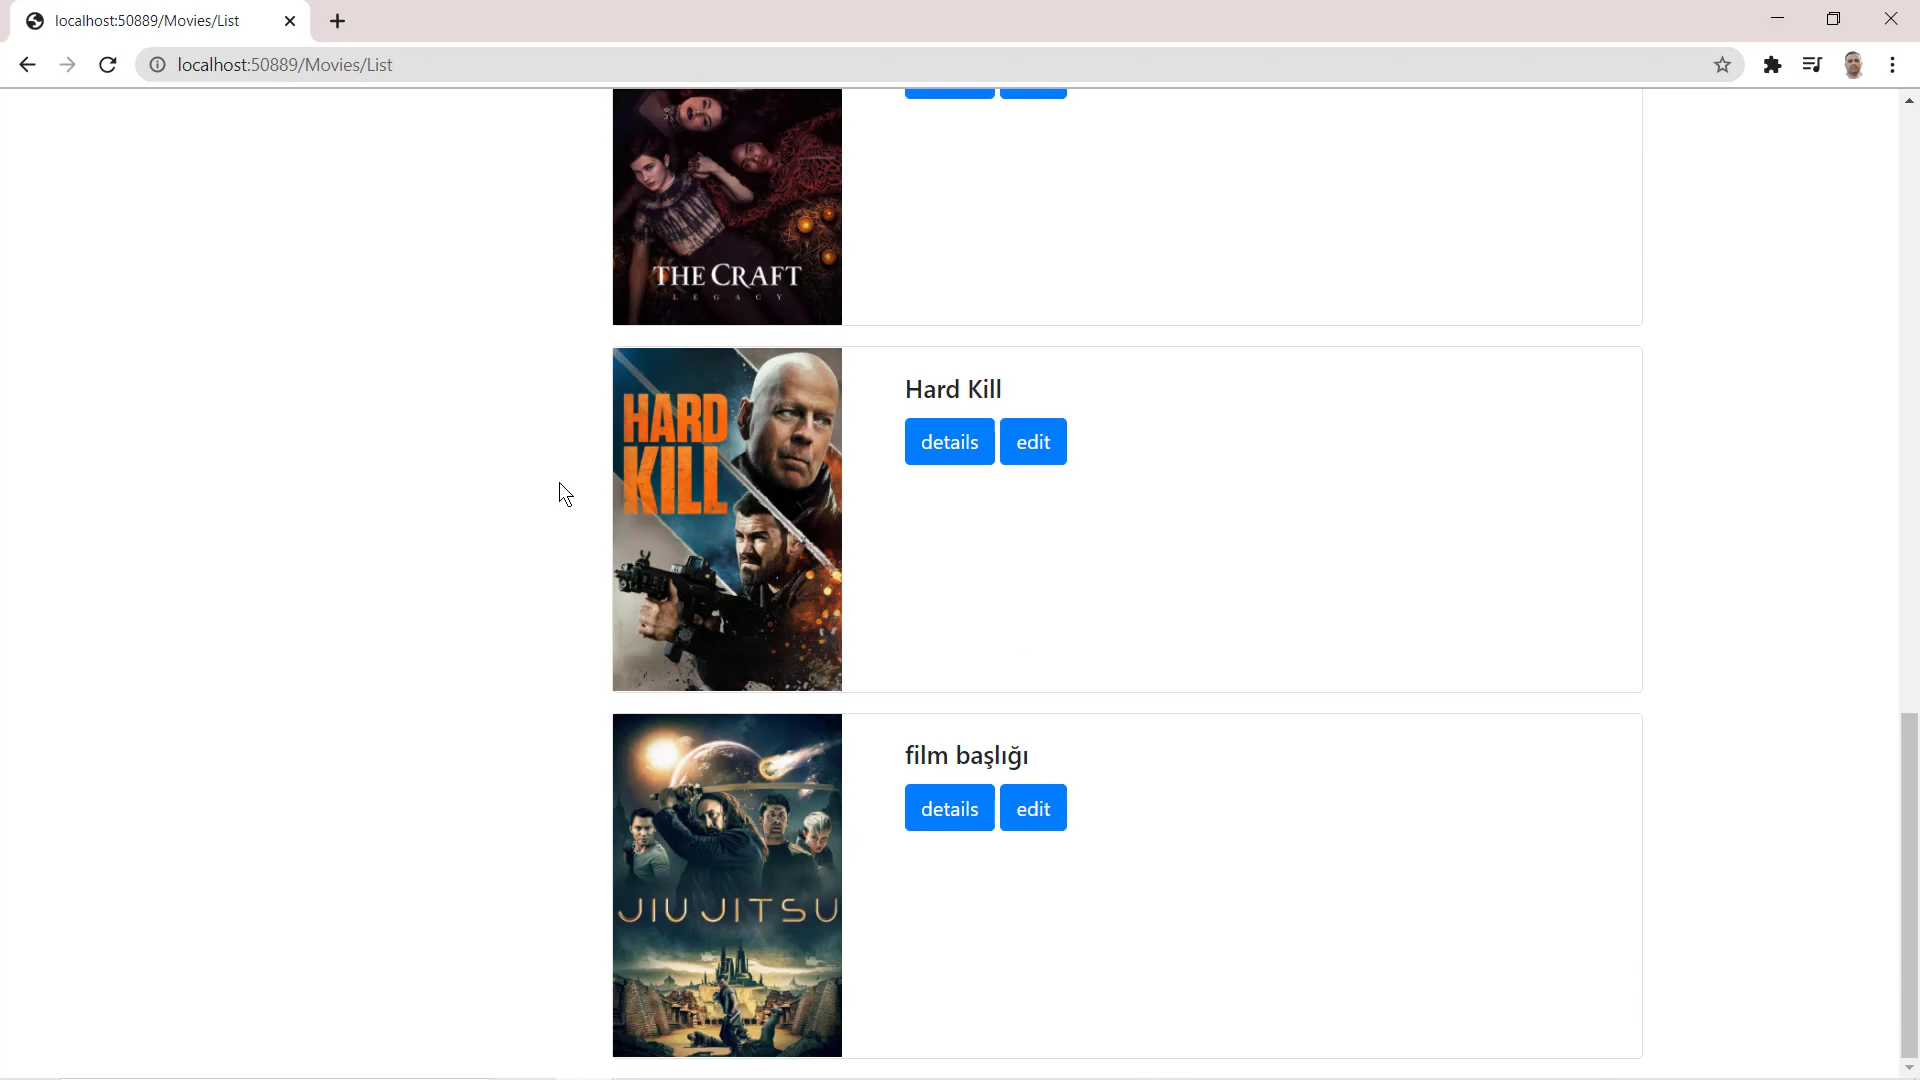 localhost:50889/Movies/List
localhost:50889/Movies/List
THE CRAFT
LEGACY
HARD
KILL
Hard Kill
details edit
JIU JITSU
film başlığı
details edit